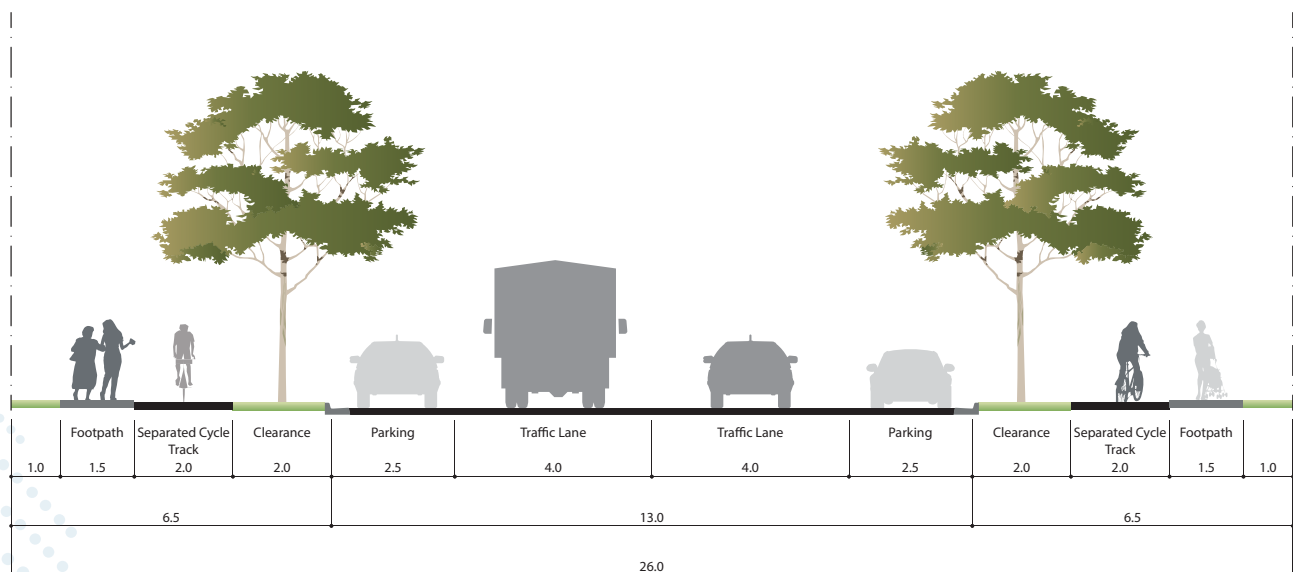 Footpath Separated Cycle Clearance Parking Traffic Lane Traffic Lane Parking Clearance Separated Cycle Footpath
Track Track
1.0 1.5 2.0 2.0 2.5 4.0 4.0 2.5 2.0 2.0 1.5 1.0
6.5 13.0 6.5
26.0